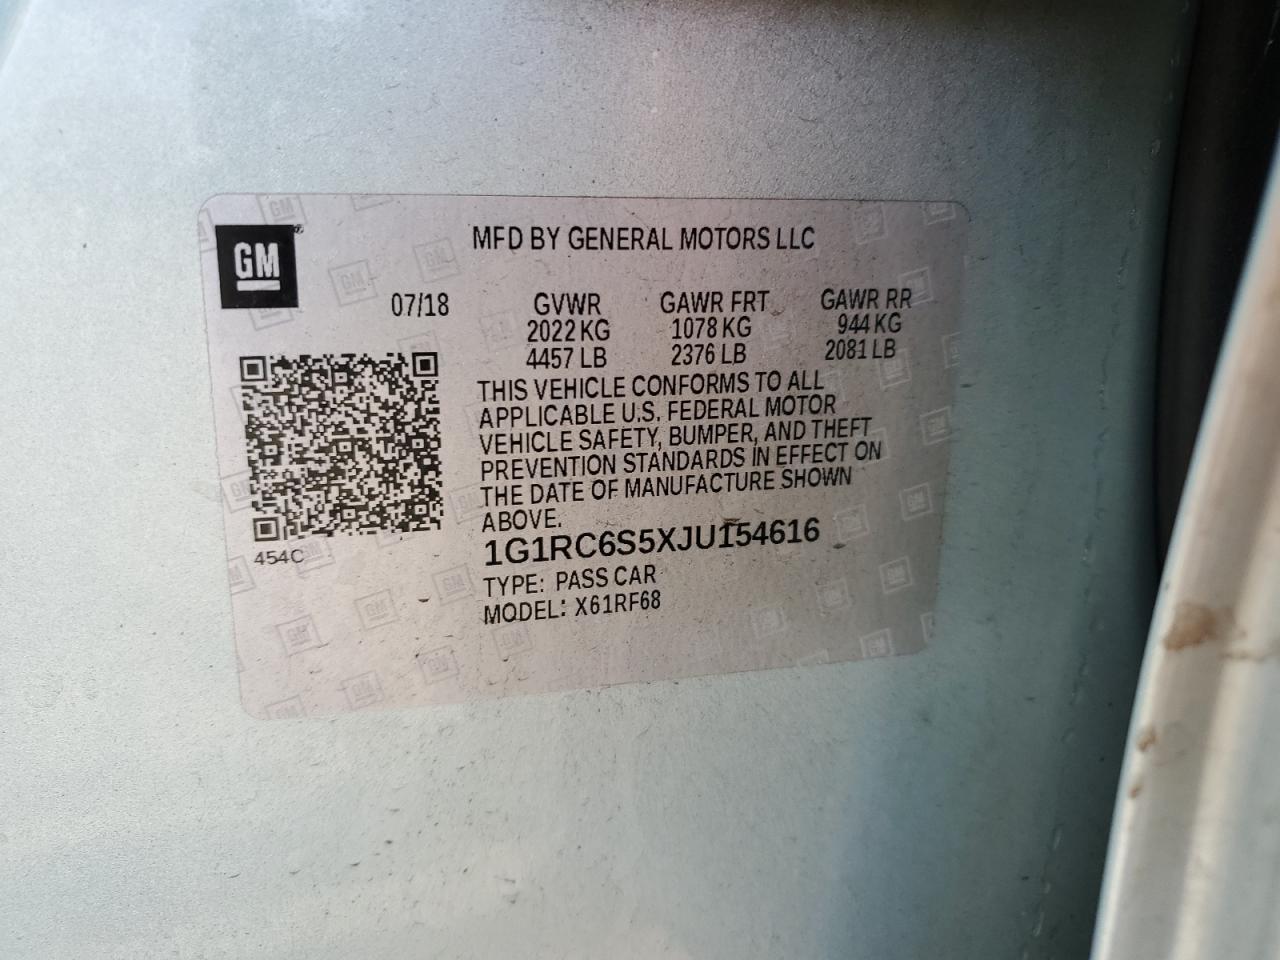 GM
MFD BY GENERAL MOTORS LLC
07/18
GVWR GAWR FRT GAWR RR
2022 KG 1078 KG 944 KG
4457 LB 2376 LB 2081 LB
THIS VEHICLE CONFORMS TO ALL
APPLICABLE U.S. FEDERAL MOTOR
VEHICLE SAFETY, BUMPER, AND THEFT
PREVENTION STANDARDS IN EFFECT ON
THE DATE OF MANUFACTURE SHOWN
ABOVE.
454C
1G1RC6S5XJU154616
TYPE: PASS CAR
MODEL: X61RF68